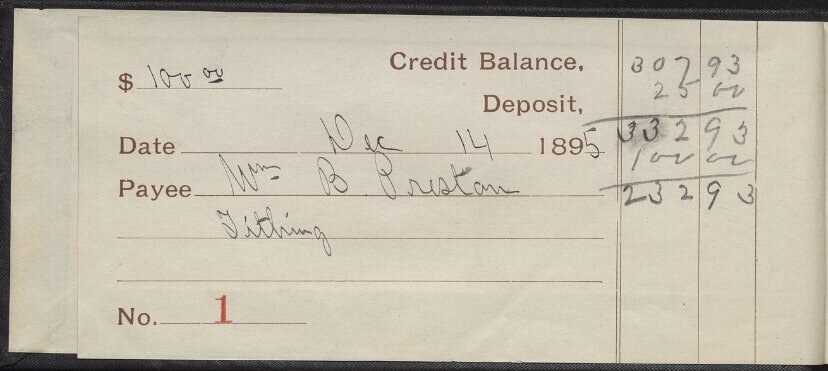 $ 100 00
Credit Balance, 307 93
Deposit, 25 00
Date Dec 14 1895 332 93
100 00
Payee Wm B. Preston 232 93
Tithing
No. 1